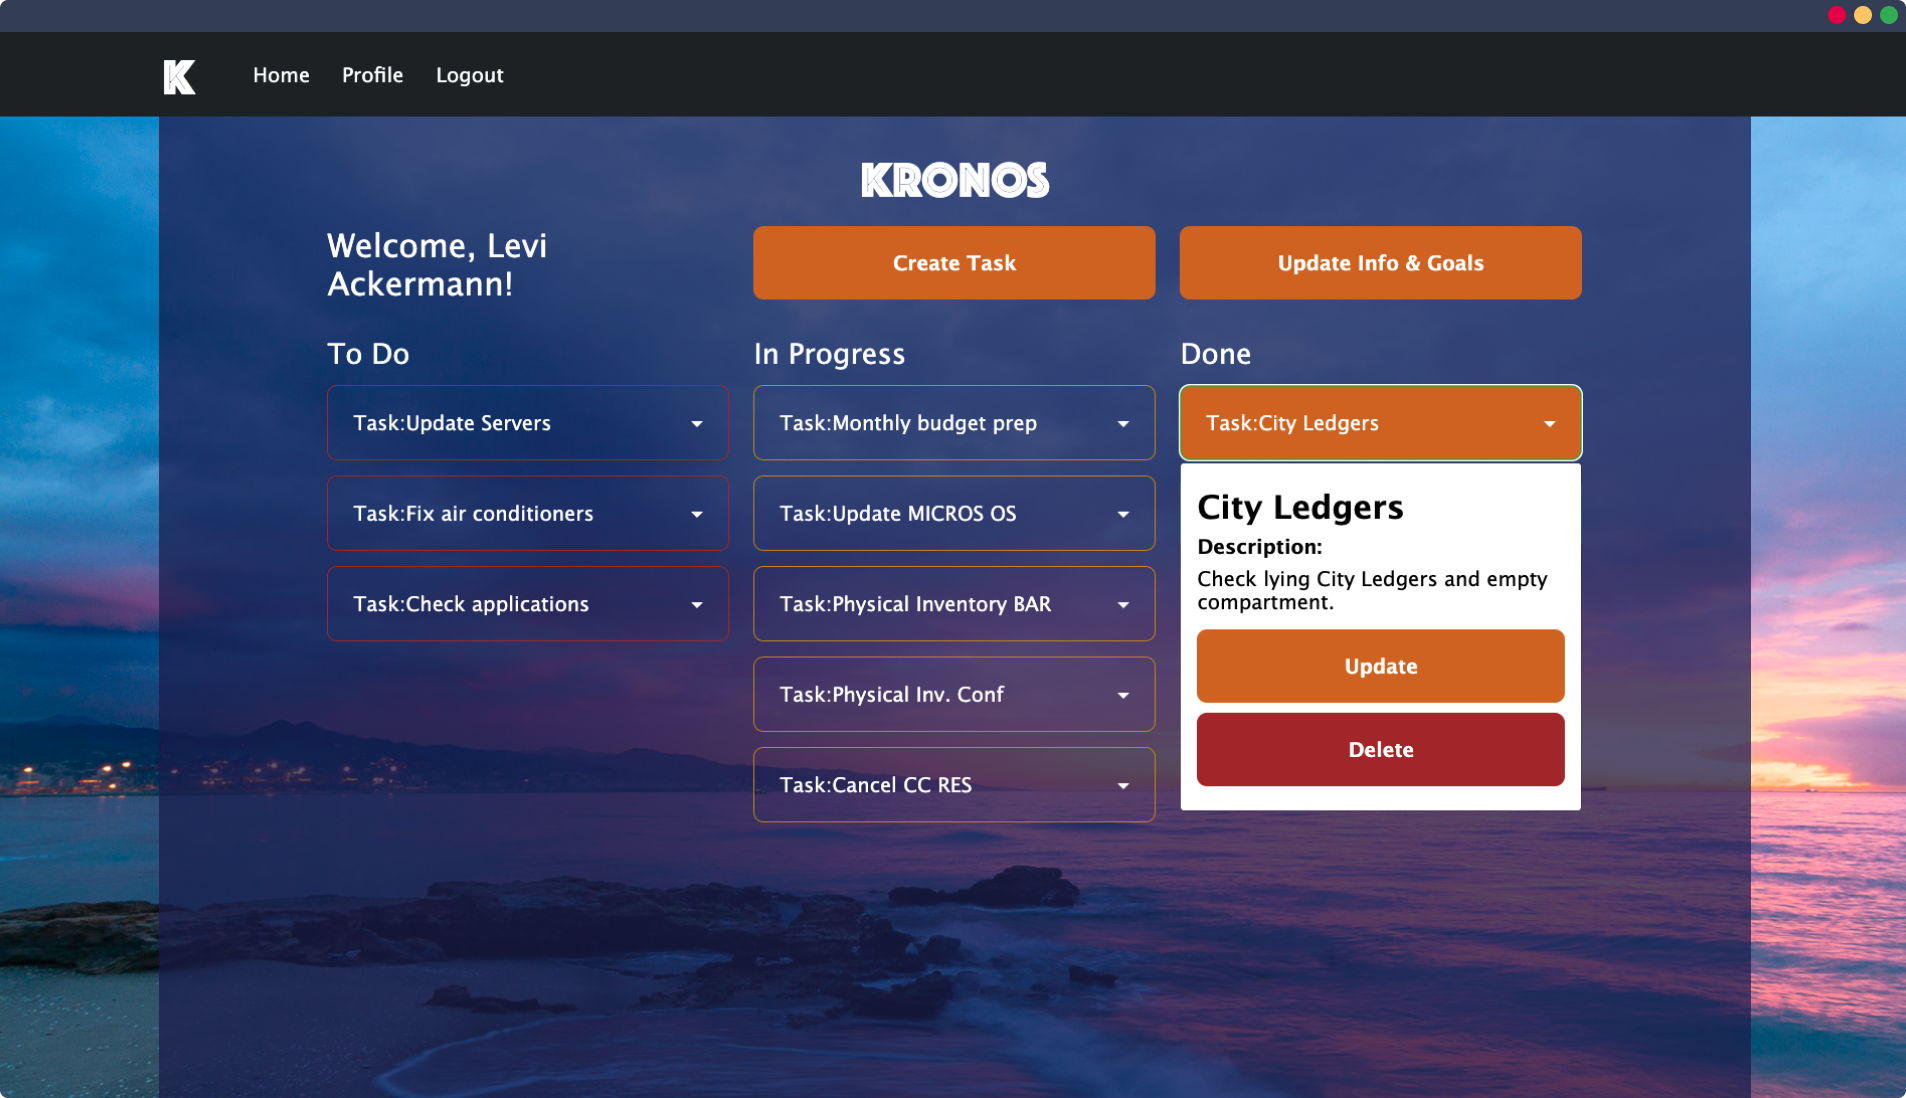 K
Home
Profile
Logout
KRONOS
Welcome, Levi
Ackermann!
Create Task
Update Info & Goals
To Do
Task:Update Servers
Task:Fix air conditioners
Task:Check applications
In Progress
Task:Monthly budget prep
Task:Update MICROS OS
Task:Physical Inventory BAR
Task:Physical Inv. Conf
Task:Cancel CC RES
Done
Task:City Ledgers
City Ledgers
Description:
Check lying City Ledgers and empty
compartment.
Update
Delete